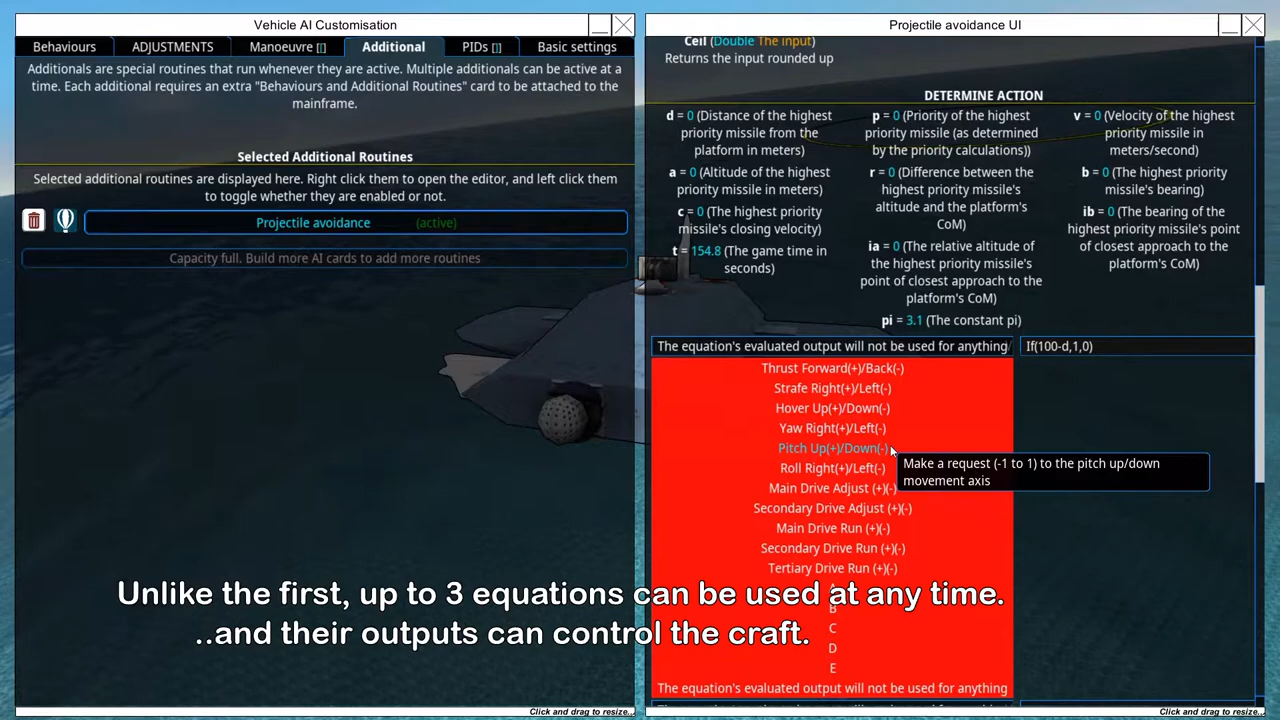 Vehicle AI Customisation
Behaviours
ADJUSTMENTS
Manoeuvre []
Additional
PIDs []
Basic settings
Additionals are special routines that run whenever they are active. Multiple additionals can be active at a
time. Each additional requires an extra "Behaviours and Additional Routines" card to be attached to the
mainframe.
Selected Additional Routines
Selected additional routines are displayed here. Right click them to open the editor, and left click them
to toggle whether they are enabled or not.
Projectile avoidance (active)
Capacity full. Build more AI cards to add more routines
Click and drag to resize..
Projectile avoidance UI
Ceil (Double The input)
Returns the input rounded up
DETERMINE ACTION
d = 0 (Distance of the highest
priority missile from the
platform in meters)
a = 0 (Altitude of the highest
priority missile in meters)
c = 0 (The highest priority
missile's closing velocity)
t = 154.8 (The game time in
seconds)
p = 0 (Priority of the highest
priority missile (as determined
by the priority calculations))
r = 0 (Difference between the
highest priority missile's
altitude and the platform's
CoM)
ia = 0 (The relative altitude of
the highest priority missile's
point of closest approach to the
platform's CoM)
pi = 3.1 (The constant pi)
v = 0 (Velocity of the highest
priority missile in
meters/second)
b = 0 (The highest priority
missile's bearing)
ib = 0 (The bearing of the
highest priority missile's point
of closest approach to the
platform's CoM)
The equation's evaluated output will not be used for anything
If(100-d,1,0)
Thrust Forward(+)/Back(-)
Strafe Right(+)/Left(-)
Hover Up(+)/Down(-)
Yaw Right(+)/Left(-)
Pitch Up(+)/Down(-)
Roll Right(+)/Left(-)
Main Drive Adjust (+)(-)
Secondary Drive Adjust (+)(-)
Main Drive Run (+)(-)
Secondary Drive Run (+)(-)
Tertiary Drive Run (+)(-)
B
C
D
E
The equation's evaluated output will not be used for anything
Make a request (-1 to 1) to the pitch up/down
movement axis
Unlike the first, up to 3 equations can be used at any time.
..and their outputs can control the craft.
Click and drag to resize..